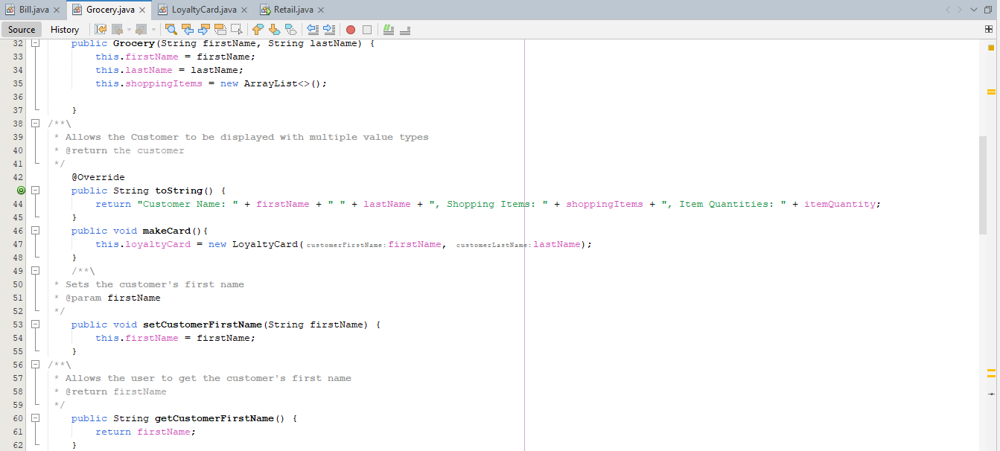 Bill.java × Grocery.java × LoyaltyCard.java × Retail.java ×
Source History
32 public Grocery(String firstName, String lastName) {
33 this.firstName = firstName;
34 this.lastName = lastName;
35 this.shoppingItems = new ArrayList<>();
36
37 }
38 /**\
39 * Allows the Customer to be displayed with multiple value types
40 * @return the customer
41 */
42 @Override
public String toString() {
44 return "Customer Name: " + firstName + " " + lastName + ", Shopping Items: " + shoppingItems + ", Item Quantities: " + itemQuantity;
45 }
46 public void makeCard(){
47 this.loyaltyCard = new LoyaltyCard( customerFirstName: firstName, customerLastName: lastName);
48 }
49 /**\
50 * Sets the customer's first name
51 * @param firstName
52 */
53 public void setCustomerFirstName(String firstName) {
54 this.firstName = firstName;
55 }
56 /**\
57 * Allows the user to get the customer's first name
58 * @return firstName
59 */
60 public String getCustomerFirstName() {
61 return firstName;
62 }